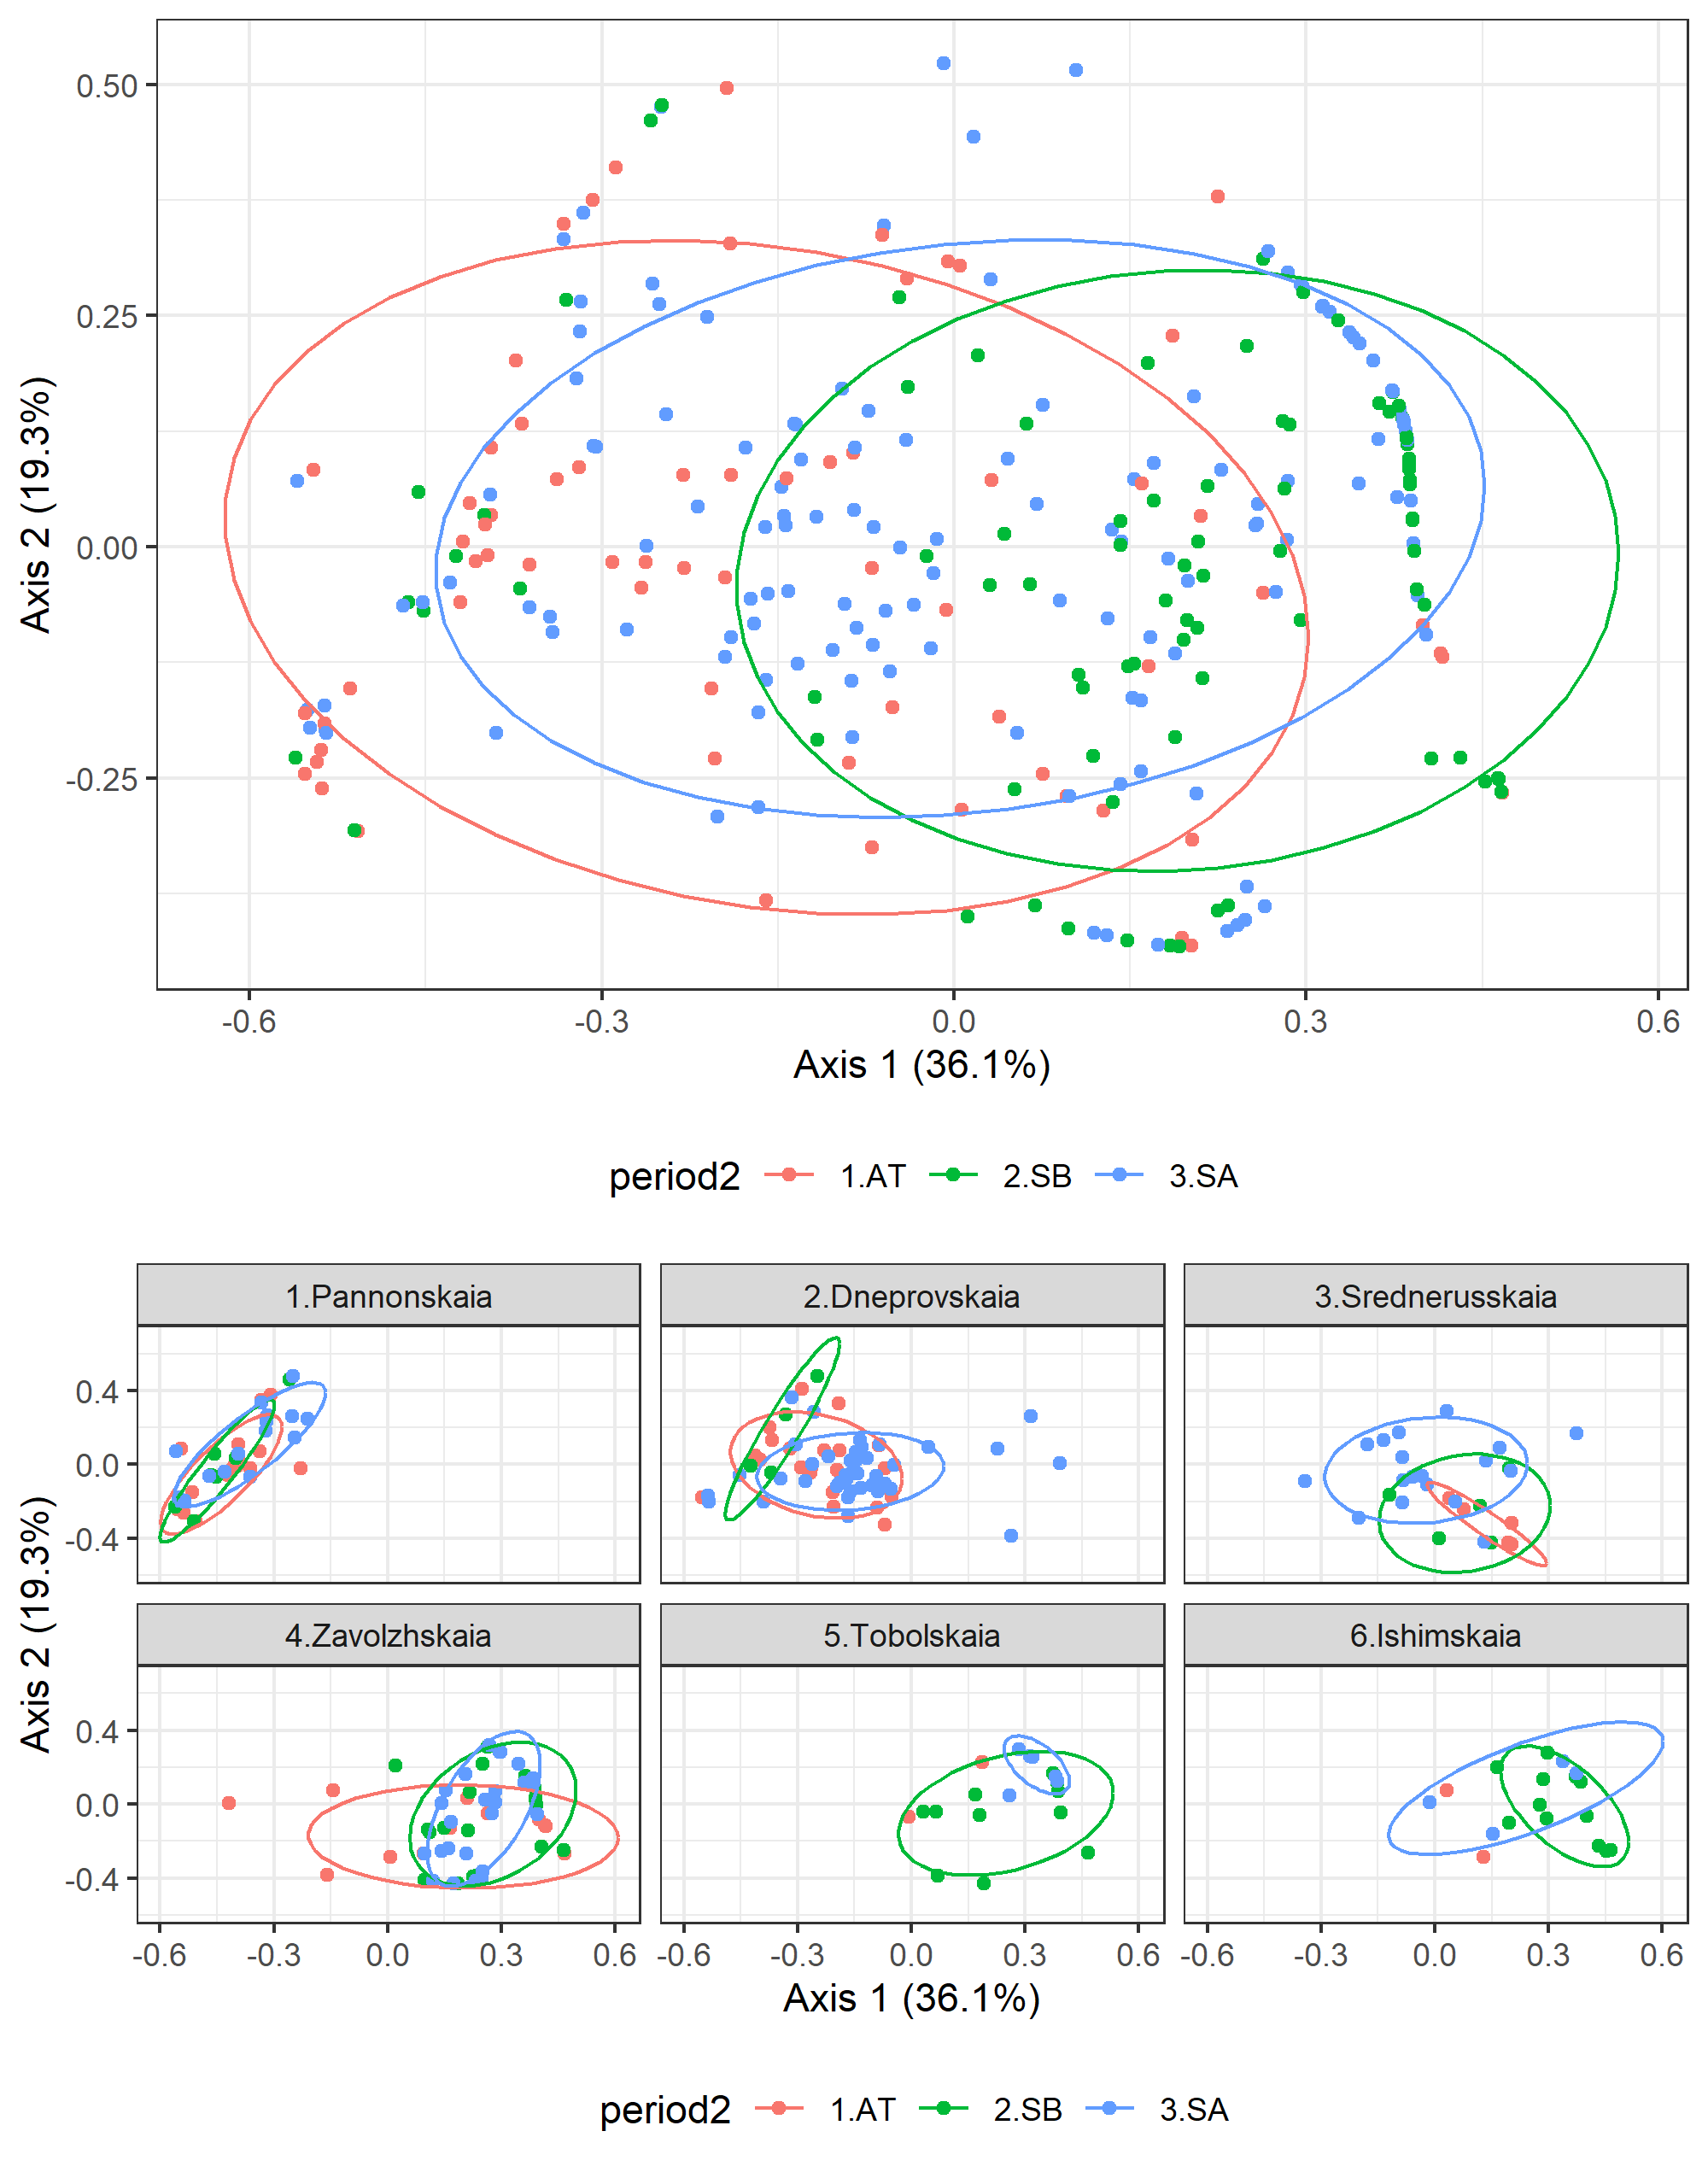 0.50
0.25
0.00
-0.25
Axis 2 (19.3%)
-0.6 -0.3 0.0 0.3 0.6
Axis 1 (36.1%)
period2 1.AT 2.SB 3.SA
1.Pannonskaia 2.Dneprovskaia 3.Srednerusskaia
0.4
0.0
-0.4
4.Zavolzhskaia 5.Tobolskaia 6.Ishimskaia
0.4
0.0
-0.4
Axis 2 (19.3%)
-0.6 -0.3 0.0 0.3 0.6 -0.6 -0.3 0.0 0.3 0.6 -0.6 -0.3 0.0 0.3 0.6
Axis 1 (36.1%)
period2 1.AT 2.SB 3.SA